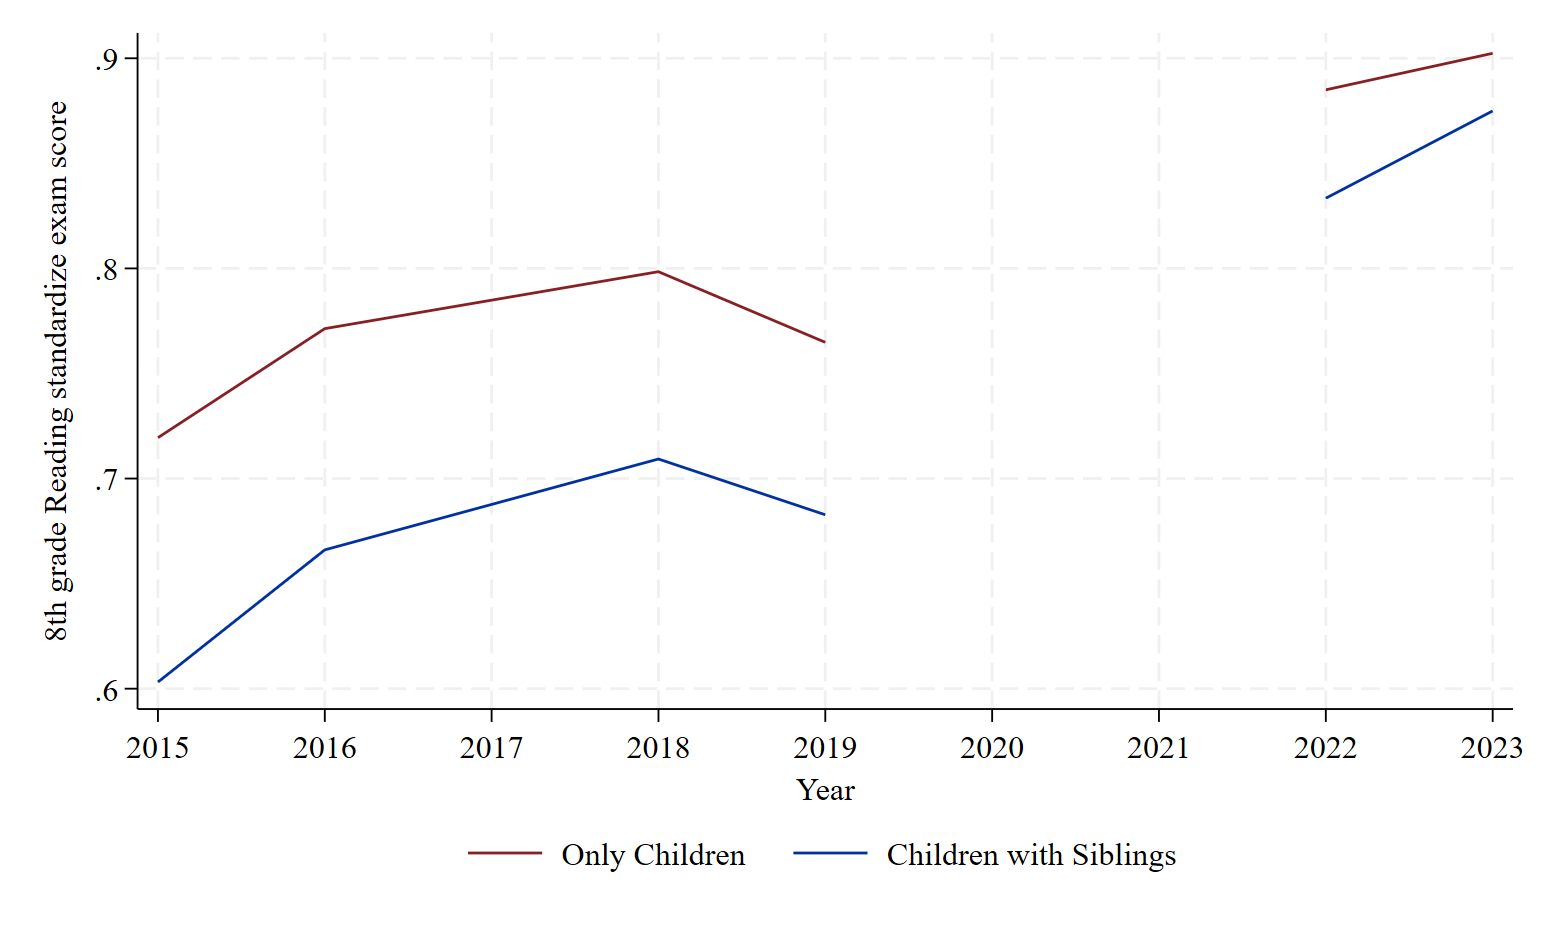 8th grade Reading standardize exam score
.9
.8
.7
.6
2015 2016 2017 2018 2019 2020 2021 2022 2023
Year
Only Children Children with Siblings